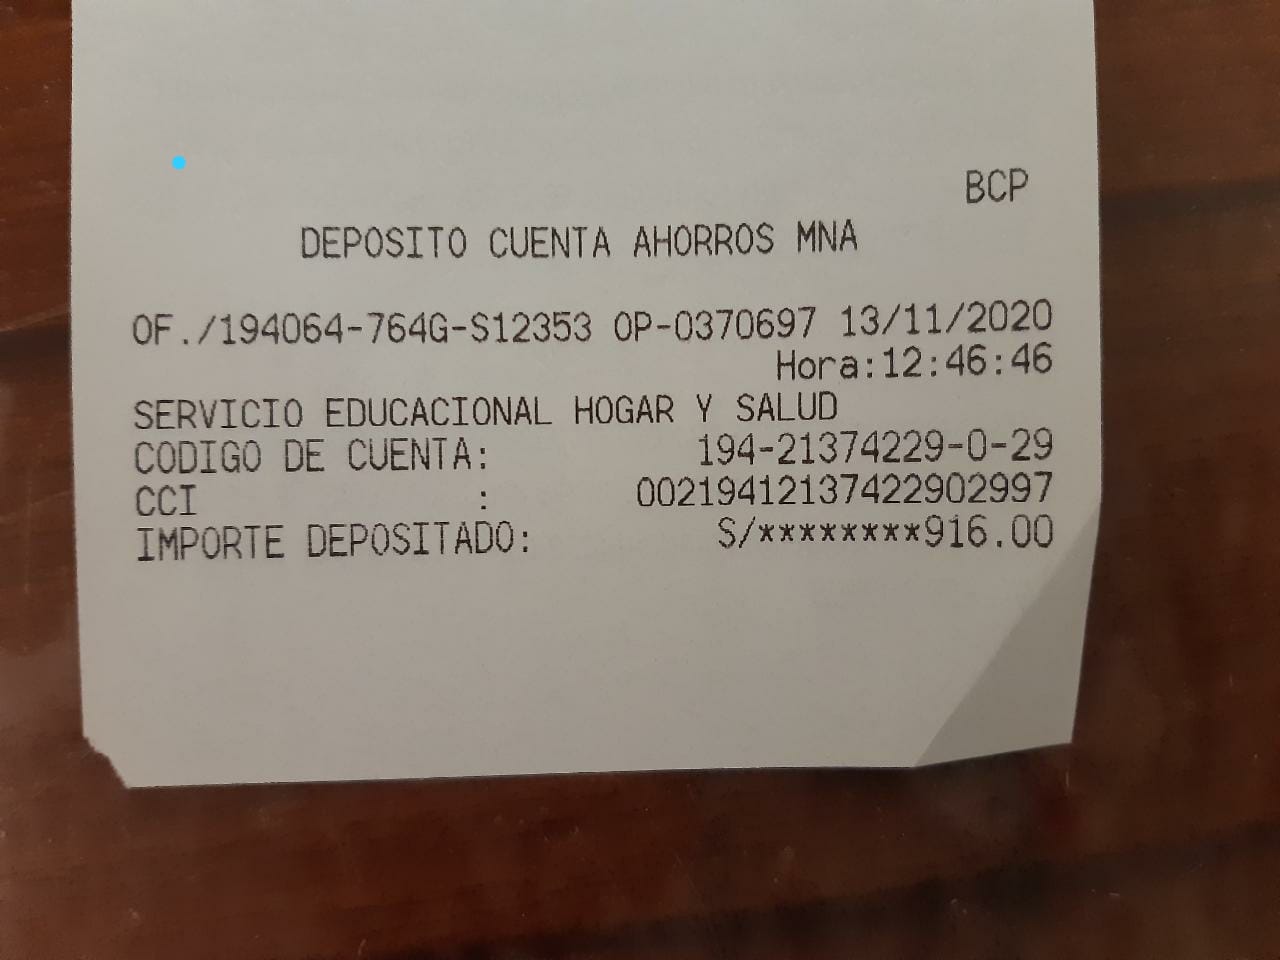 BCP
DEPOSITO CUENTA AHORROS MNA
OF./194064-764G-S12353 OP-0370697 13/11/2020
Hora:12:46:46
SERVICIO EDUCACIONAL HOGAR Y SALUD
CODIGO DE CUENTA: 194-21374229-0-29
CCI : 00219412137422902997
IMPORTE DEPOSITADO: S/********916.00